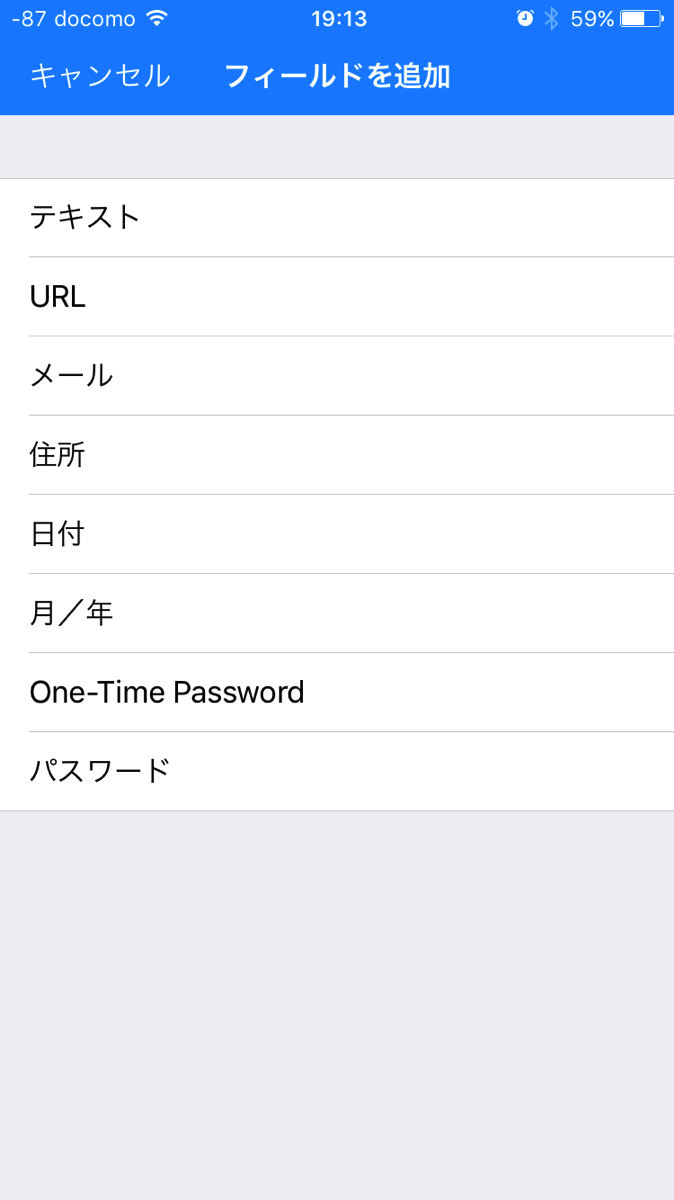 -87 docomo 19:13 59%
キャンセル フィールドを追加
テキスト
URL
メール
住所
日付
月／年
One-Time Password
パスワード